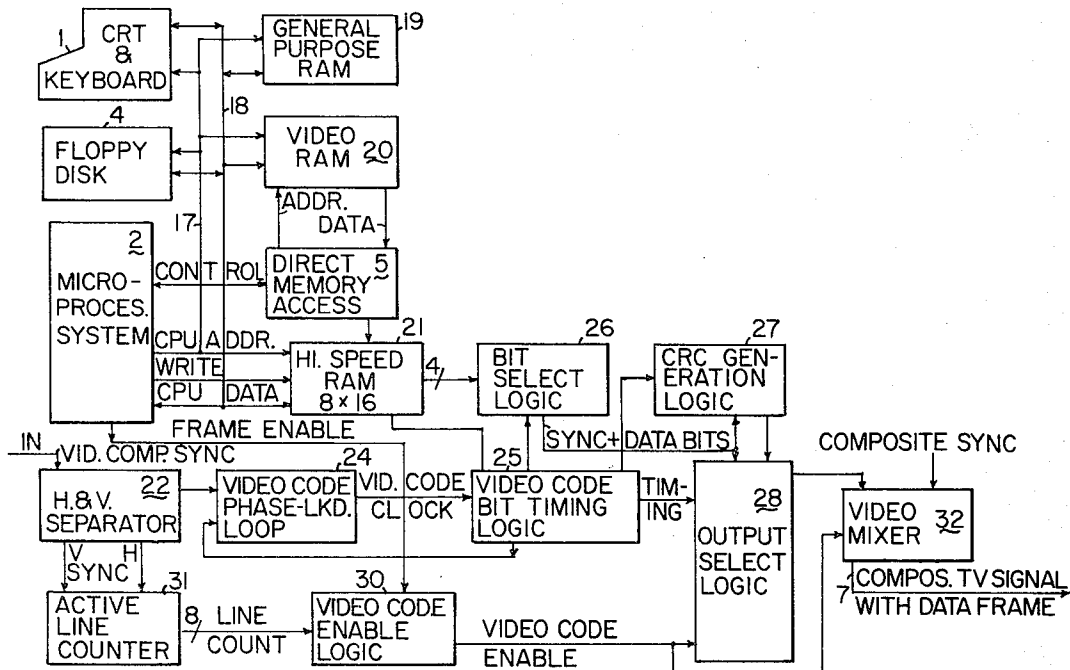 1
CRT
&
KEYBOARD
GENERAL
PURPOSE
RAM
19
18
4
FLOPPY
DISK
VIDEO
RAM
20
ADDR.
DATA
17
2
MICRO-
PROCES.
SYSTEM
CONTROL
DIRECT
MEMORY
ACCESS
5
CPU ADDR.
WRITE
CPU DATA
21
HI. SPEED
RAM
8 × 16
4
26
BIT
SELECT
LOGIC
27
CRC GEN-
ERATION
LOGIC
FRAME ENABLE
SYNC+DATA BITS
COMPOSITE SYNC
IN
VID. COMP. SYNC
22
H.&V.
SEPARATOR
24
VIDEO CODE
PHASE-LKD.
LOOP
VID. CODE
CLOCK
25
VIDEO CODE
BIT TIMING
LOGIC
TIM-
ING
28
OUTPUT
SELECT
LOGIC
VIDEO
MIXER
32
V H
SYNC
31
ACTIVE
LINE
COUNTER
8
LINE
COUNT
30
VIDEO CODE
ENABLE
LOGIC
VIDEO CODE
ENABLE
7
COMPOS. TV SIGNAL
WITH DATA FRAME